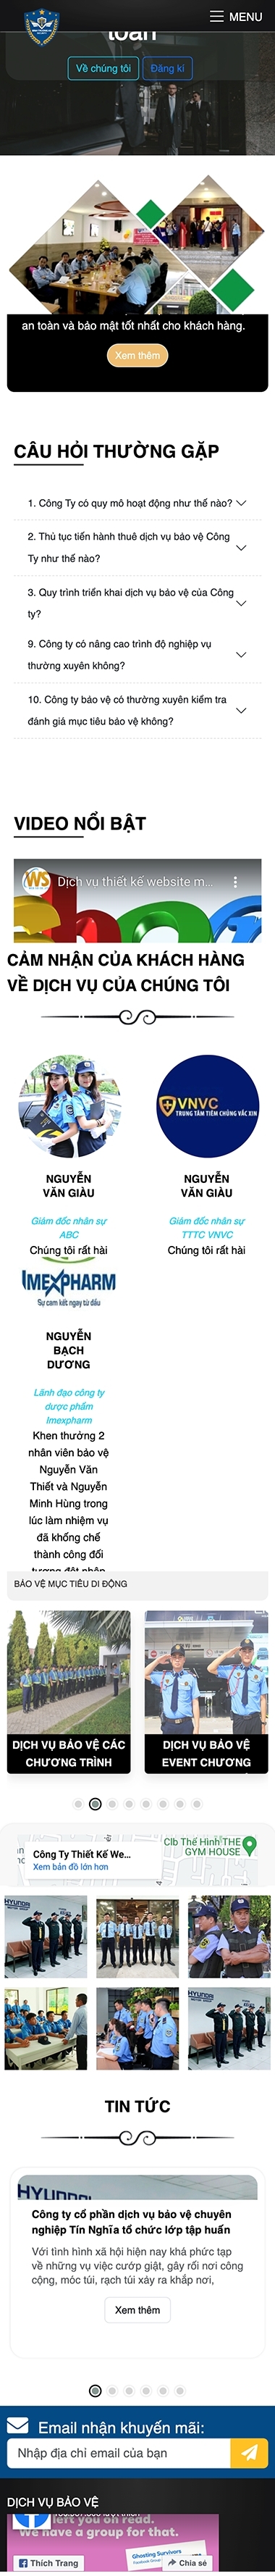 MENU
toàn
Về chúng tôi
Đăng kí
an toàn và bảo mật tốt nhất cho khách hàng.
Xem thêm
CÂU HỎI THƯỜNG GẶP
1. Công Ty có quy mô hoạt động như thế nào?
2. Thủ tục tiến hành thuê dịch vụ bảo vệ Công
Ty như thế nào?
3. Quy trình triển khai dịch vụ bảo vệ của Công
ty?
9. Công ty có nâng cao trình độ nghiệp vụ
thường xuyên không?
10. Công ty bảo vệ có thường xuyên kiểm tra
đánh giá mục tiêu bảo vệ không?
VIDEO NỔI BẬT
Dịch vụ thiết kế website m...
CẢM NHẬN CỦA KHÁCH HÀNG
VỀ DỊCH VỤ CỦA CHÚNG TÔI
VNVC
TRUNG TÂM TIÊM CHỦNG VẮC XIN
NGUYỄN
VĂN GIÀU
Giám đốc nhân sự
ABC
Chúng tôi rất hài
NGUYỄN
VĂN GIÀU
Giám đốc nhân sự
TTTC VNVC
Chúng tôi rất hài
IMEXPHARM
Sự cam kết ngay từ đầu
NGUYỄN
BẠCH
DƯƠNG
Lãnh đạo công ty
dược phẩm
Imexpharm
Khen thưởng 2
nhân viên bảo vệ
Nguyễn Văn
Thiết và Nguyễn
Minh Hùng trong
lúc làm nhiệm vụ
đã khống chế
thành công đối
tượng đột nhập
BẢO VỆ MỤC TIÊU DI ĐỘNG
DỊCH VỤ BẢO VỆ CÁC
CHƯƠNG TRÌNH
DỊCH VỤ BẢO VỆ
EVENT CHƯƠNG
Công Ty Thiết Kế We...
Xem bản đồ lớn hơn
Clb Thể Hình THE
GYM HOUSE
HYUNDAI
HYUNDAI
TIN TỨC
HYUNDAI
Công ty cổ phần dịch vụ bảo vệ chuyên
nghiệp Tín Nghĩa tổ chức lớp tập huấn
Với tình hình xã hội hiện nay khá phức tạp
về những vụ việc cướp giật, gây rối nơi công
cộng, móc túi, rạch túi xảy ra khắp nơi,
Xem thêm
Email nhận khuyến mãi:
Nhập địa chỉ email của bạn
DỊCH VỤ BẢO VỆ
left you on read.
We have a group for that.
Ghosting Survivors
Thích Trang
Chia sẻ